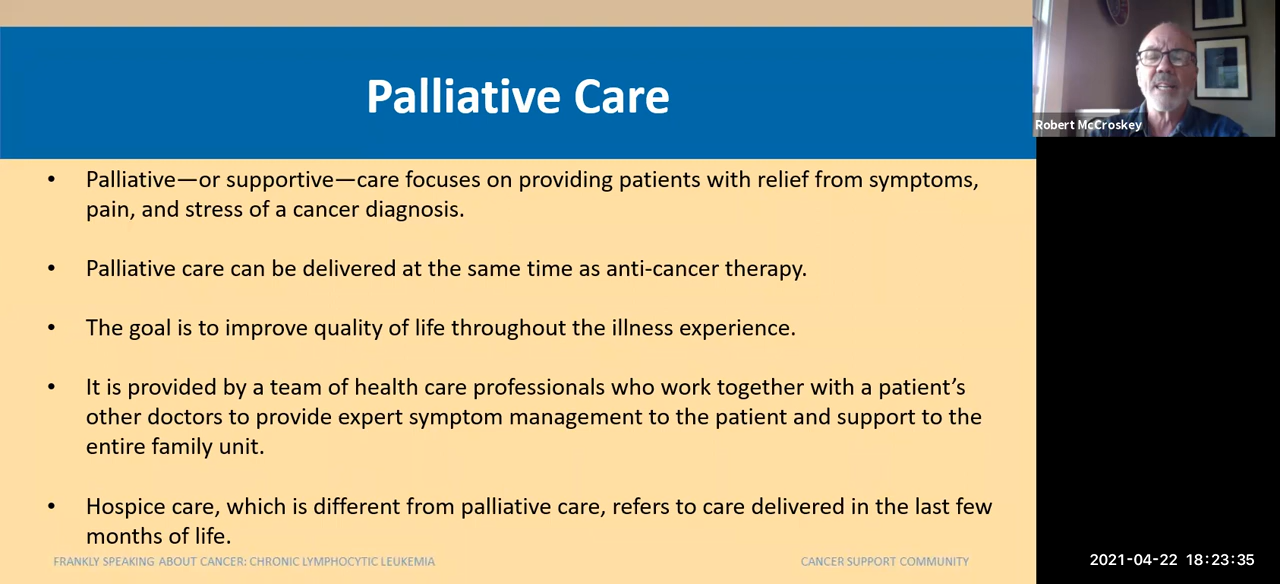 Palliative Care
Robert McCroskey
• Palliative—or supportive—care focuses on providing patients with relief from symptoms,
pain, and stress of a cancer diagnosis.
• Palliative care can be delivered at the same time as anti-cancer therapy.
• The goal is to improve quality of life throughout the illness experience.
• It is provided by a team of health care professionals who work together with a patient’s
other doctors to provide expert symptom management to the patient and support to the
entire family unit.
• Hospice care, which is different from palliative care, refers to care delivered in the last few
months of life.
FRANKLY SPEAKING ABOUT CANCER: CHRONIC LYMPHOCYTIC LEUKEMIA
CANCER SUPPORT COMMUNITY
2021-04-22 18:23:35